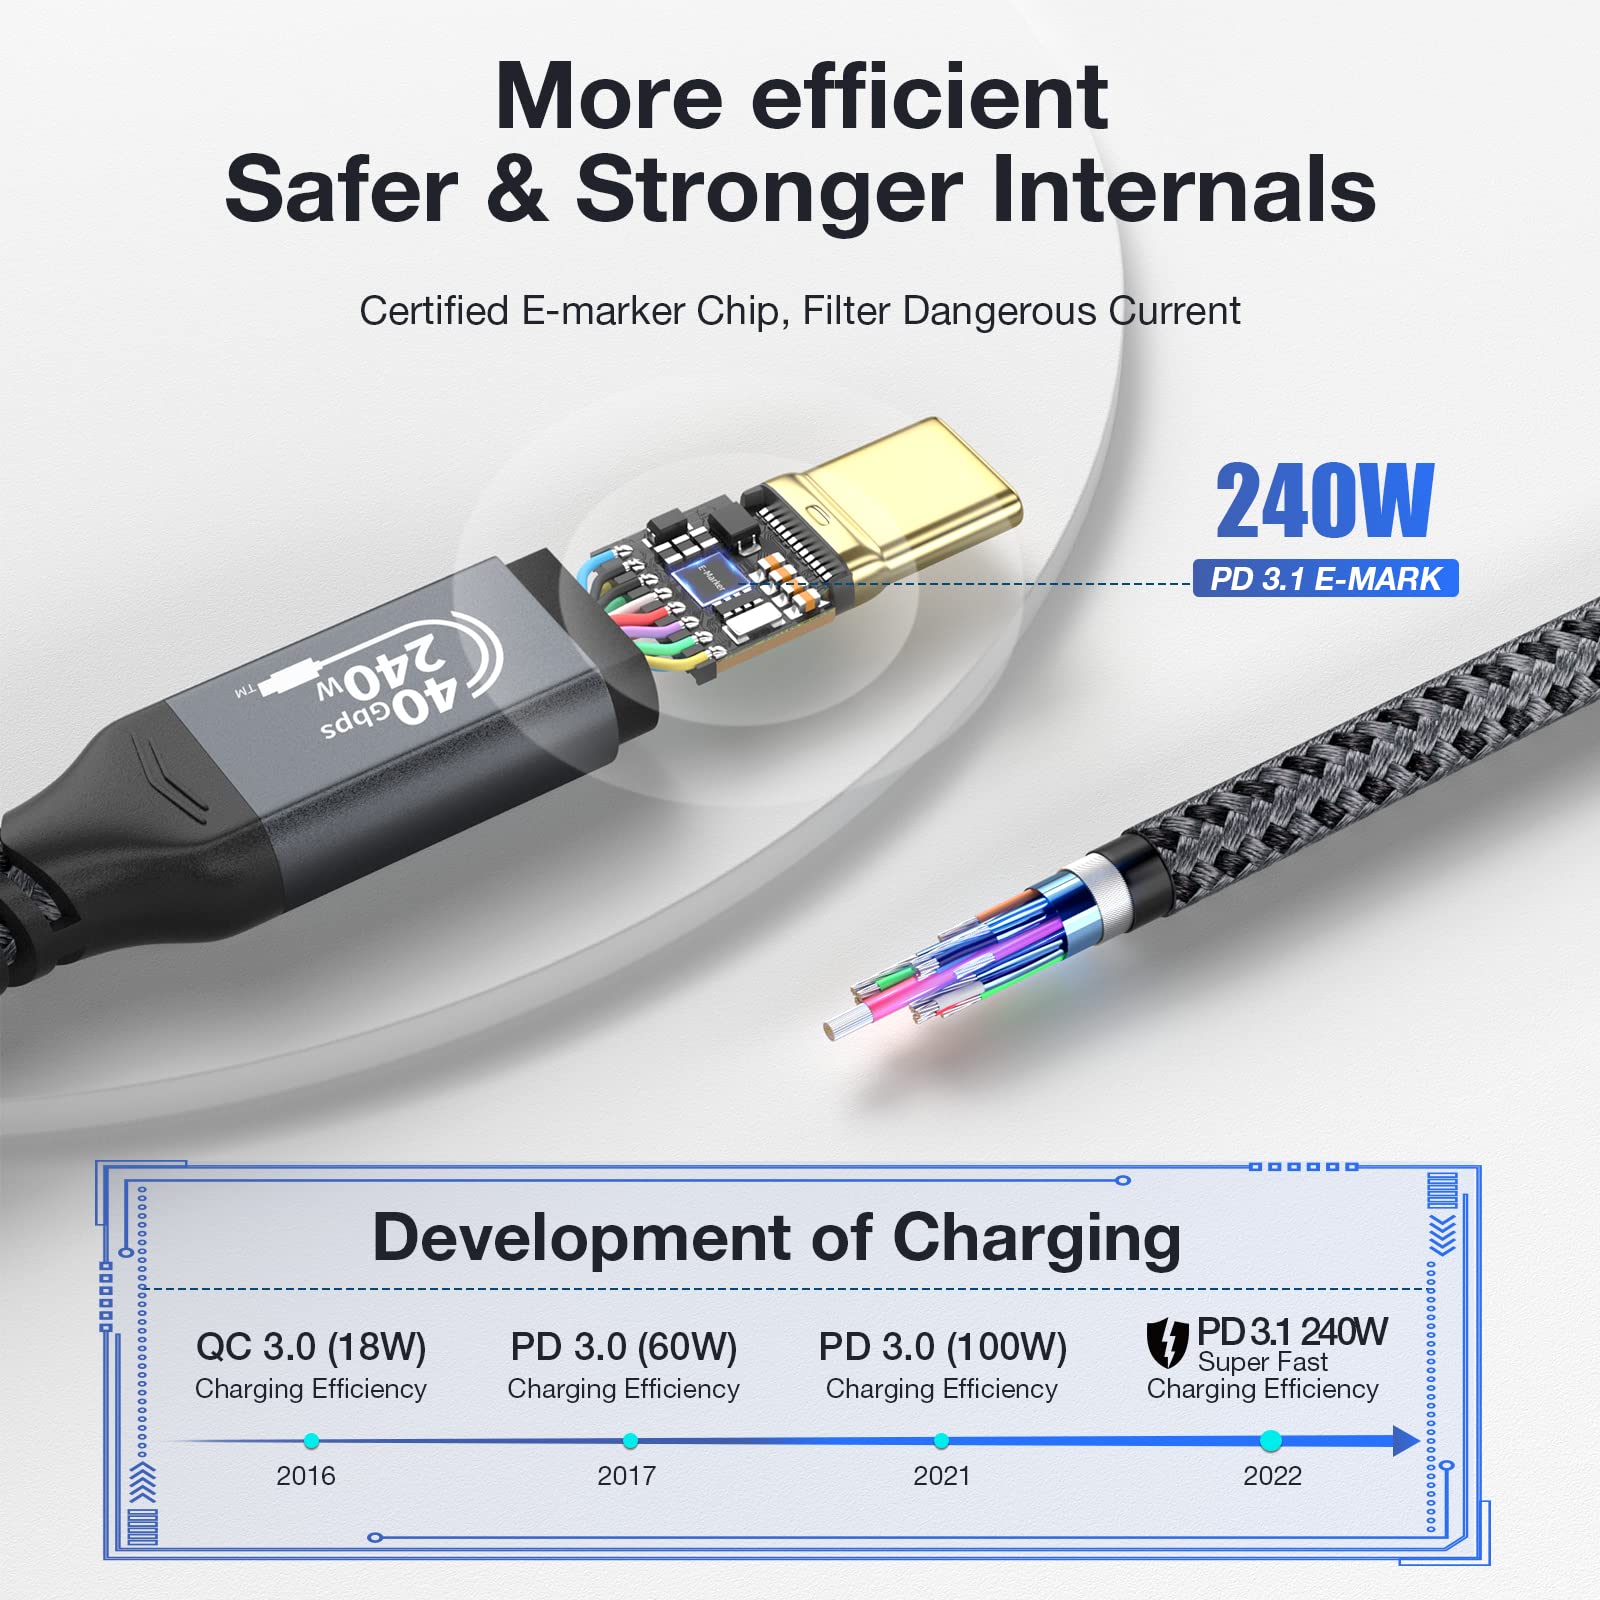 More efficient
Safer & Stronger Internals
Certified E-marker Chip, Filter Dangerous Current
240W
PD 3.1 E-MARK
E-Marker
40Gbps
240W
TM
Development of Charging
QC 3.0 (18W)
Charging Efficiency
PD 3.0 (60W)
Charging Efficiency
PD 3.0 (100W)
Charging Efficiency
PD 3.1 240W
Super Fast
Charging Efficiency
2016
2017
2021
2022